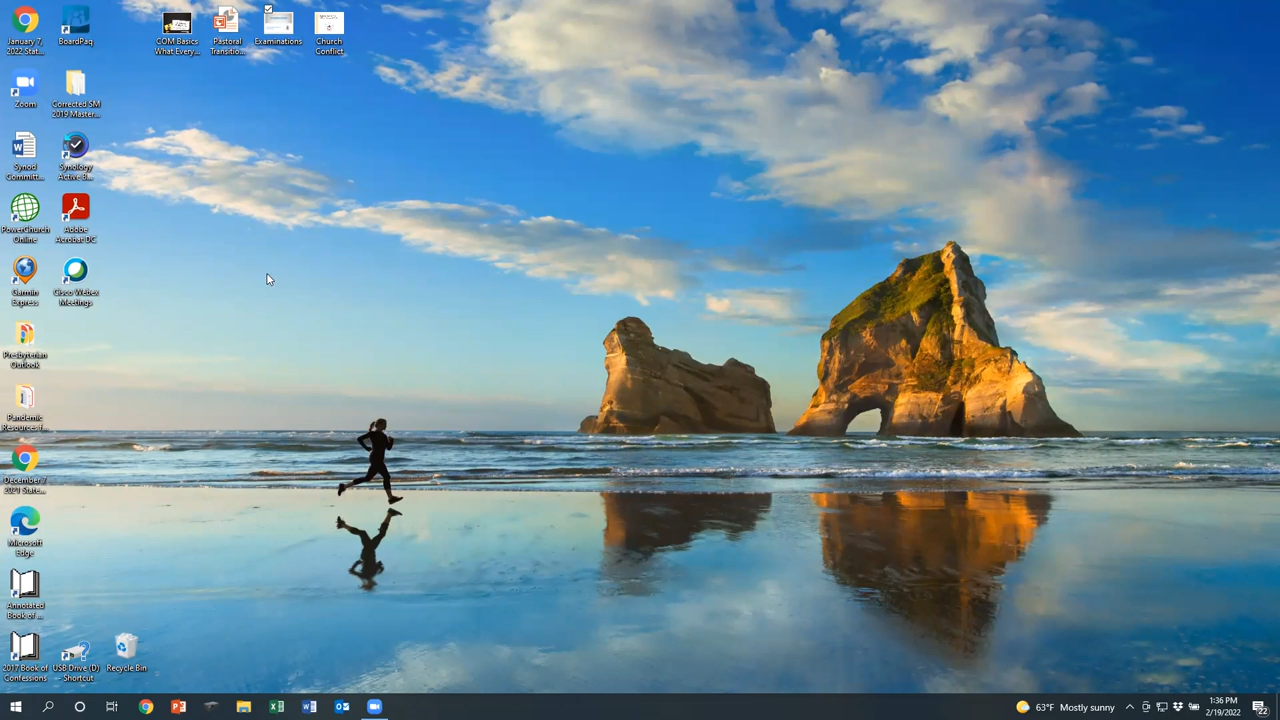 January 7,
2022 Stat...
BoardPaq
COM Basics
What Every...
Pastoral
Transitio...
Examinations
Church
Conflict
Zoom
Corrected SM
2019 Master...
Synod
Committ...
Synology
Active B...
PowerChurch
Online
Adobe
Acrobat DC
Garmin
Express
Cisco Webex
Meetings
Presbyterian
Outlook
Pandemic
Resources f...
December 7
2021 State...
Microsoft
Edge
Annotated
Book of ...
2017 Book of
Confessions
USB Drive (D)
- Shortcut
Recycle Bin
63°F Mostly sunny
1:36 PM
2/19/2022
22